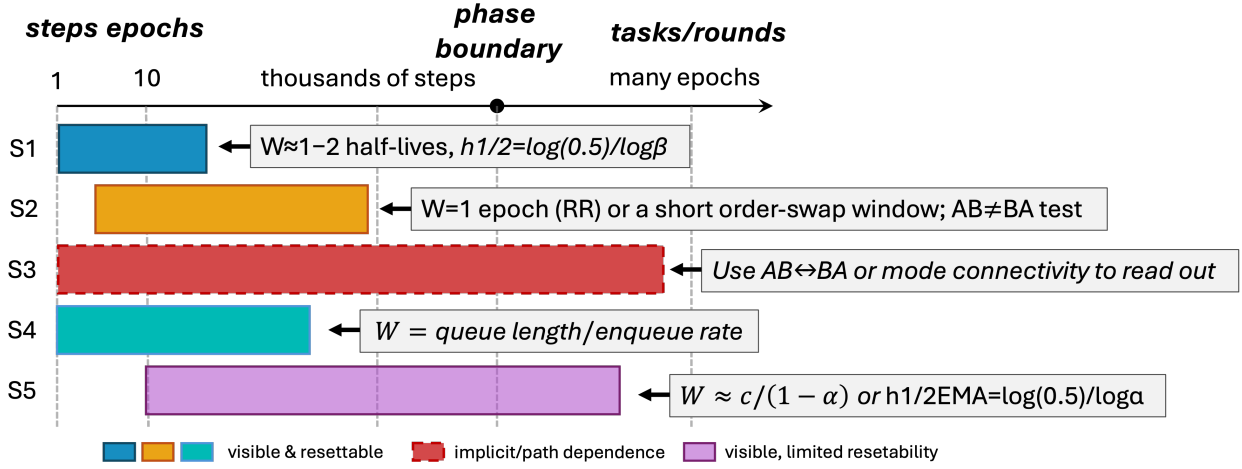 steps epochs
phase
boundary
tasks/rounds
1
10
thousands of steps
many epochs
S1
W≈1−2 half-lives, h1/2=log(0.5)/logβ
S2
W=1 epoch (RR) or a short order-swap window; AB≠BA test
S3
Use AB↔BA or mode connectivity to read out
S4
W = queue length/enqueue rate
S5
W ≈ c/(1 − α) or h1/2EMA=log(0.5)/logα
visible & resettable
implicit/path dependence
visible, limited resetability